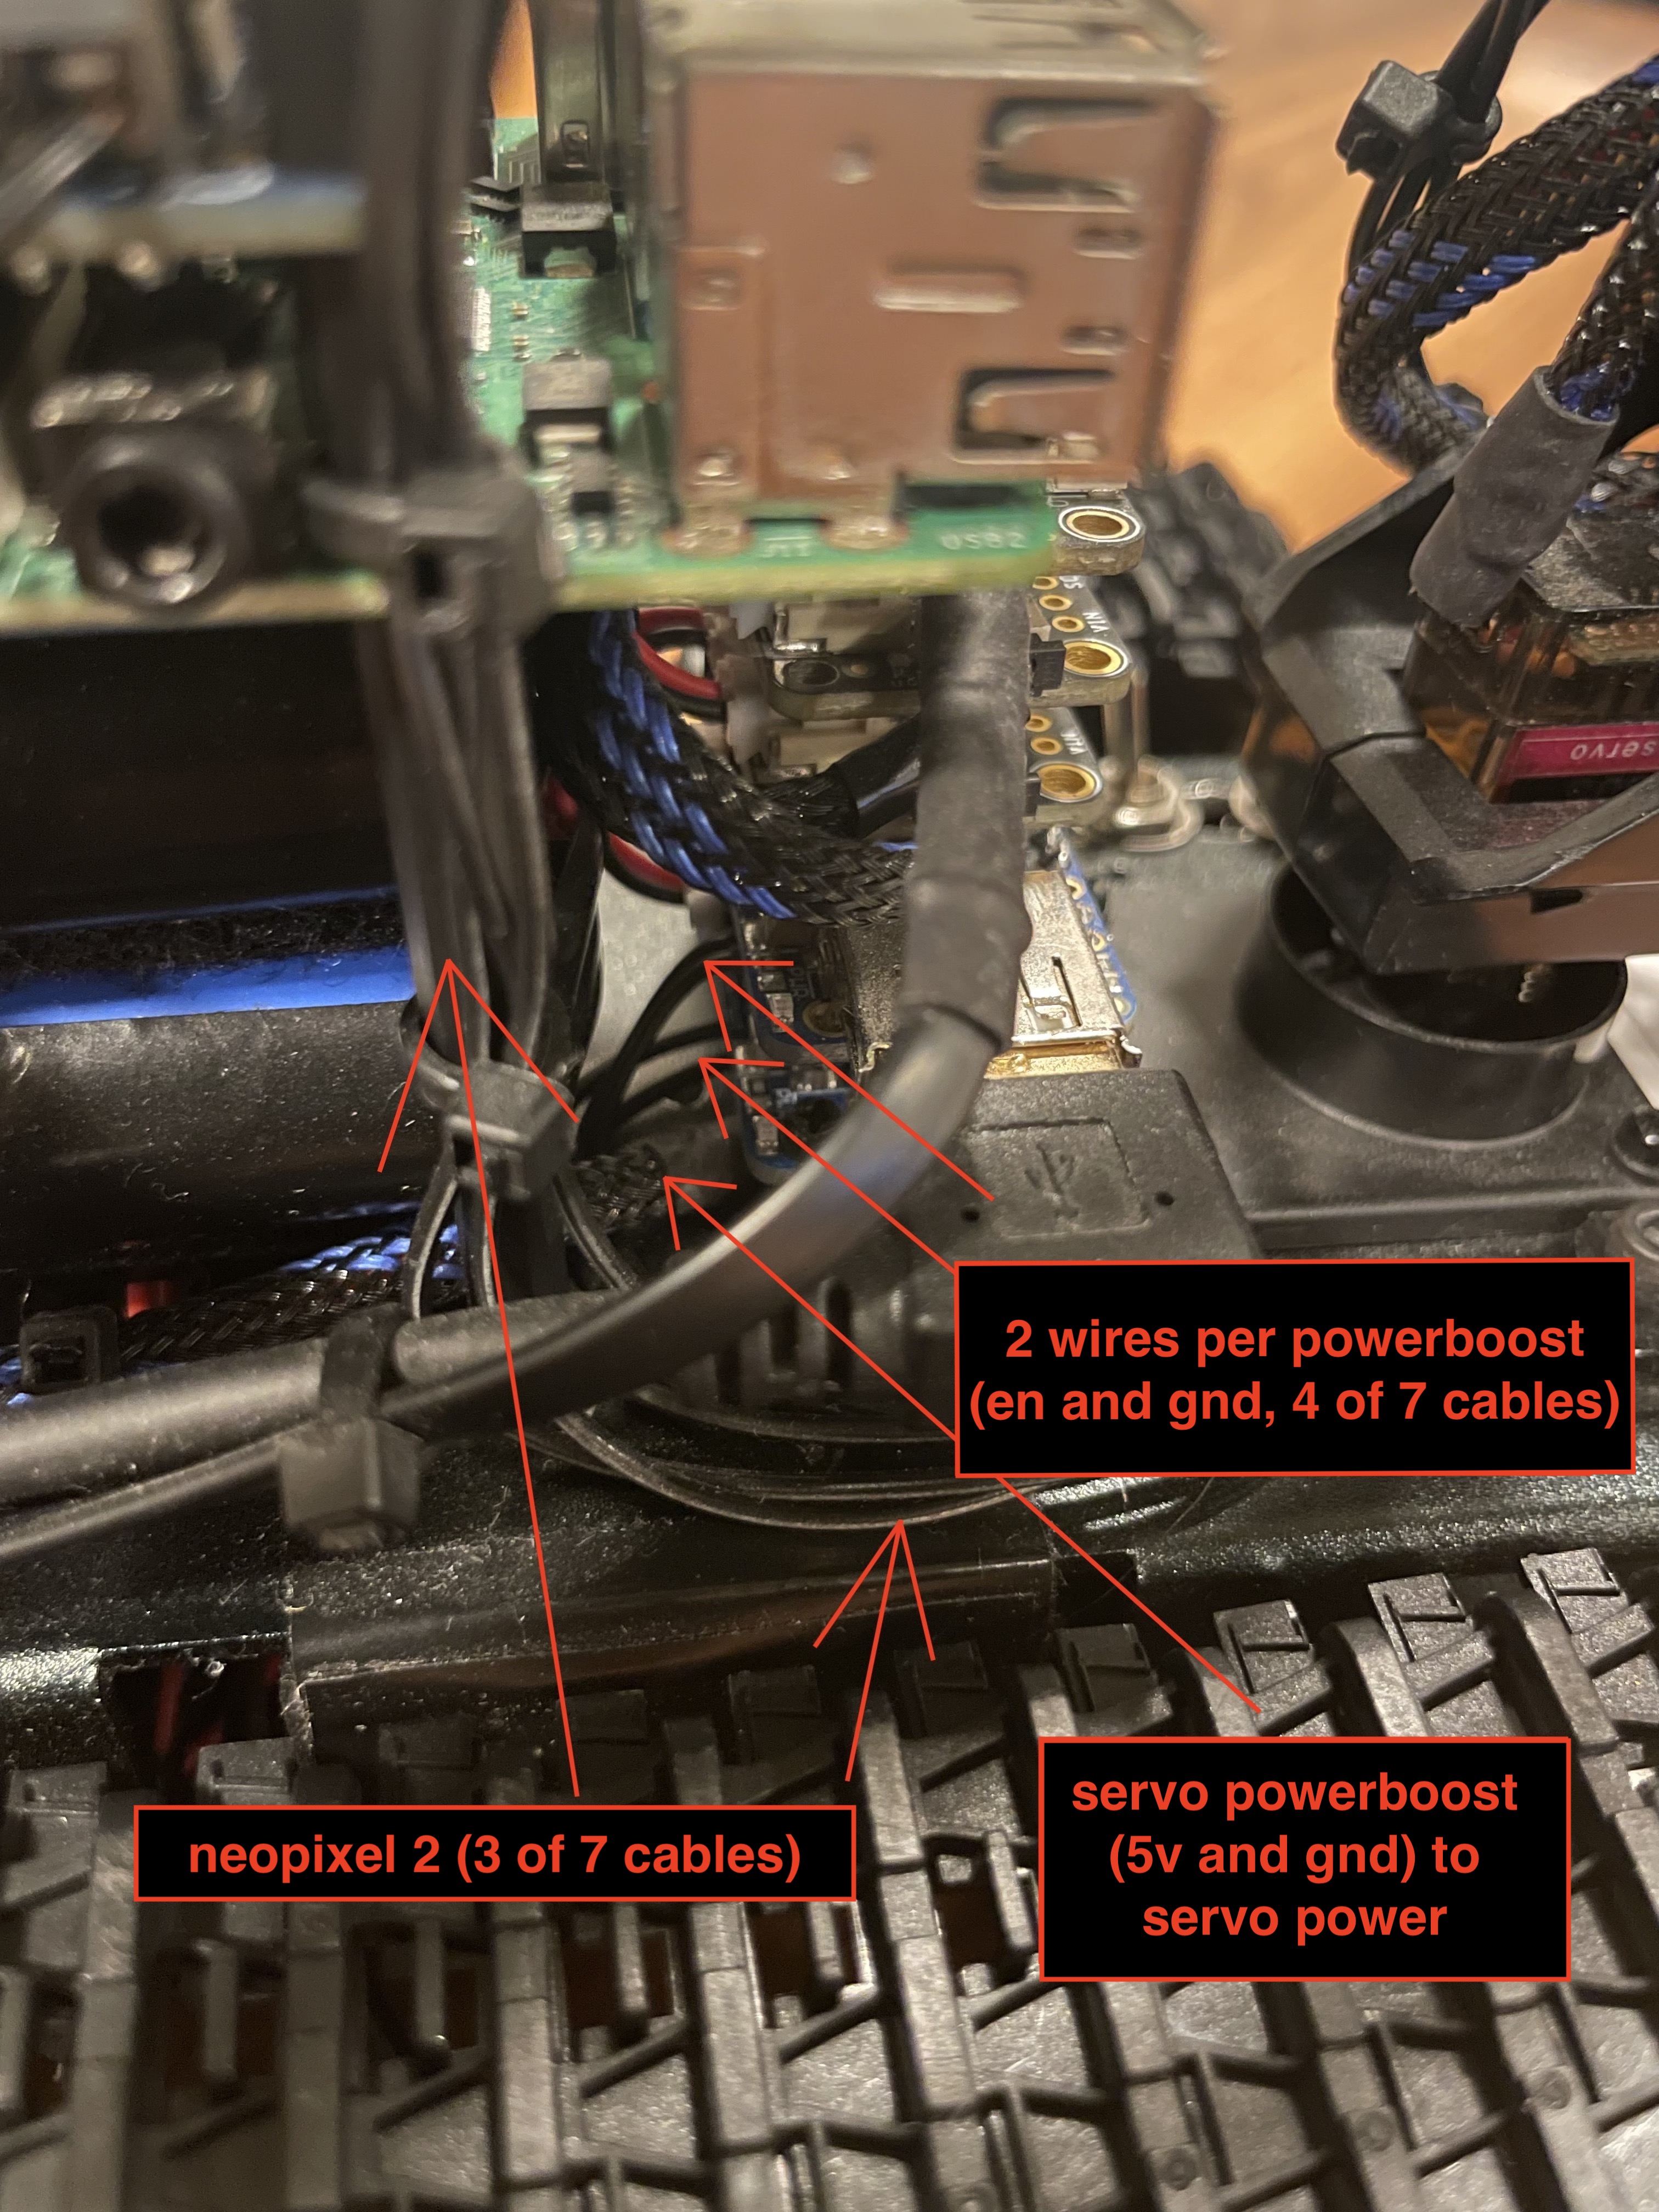 USB2
VIN
VIN
servo
2 wires per powerboost
(en and gnd, 4 of 7 cables)
servo powerboost
(5v and gnd) to
servo power
neopixel 2 (3 of 7 cables)